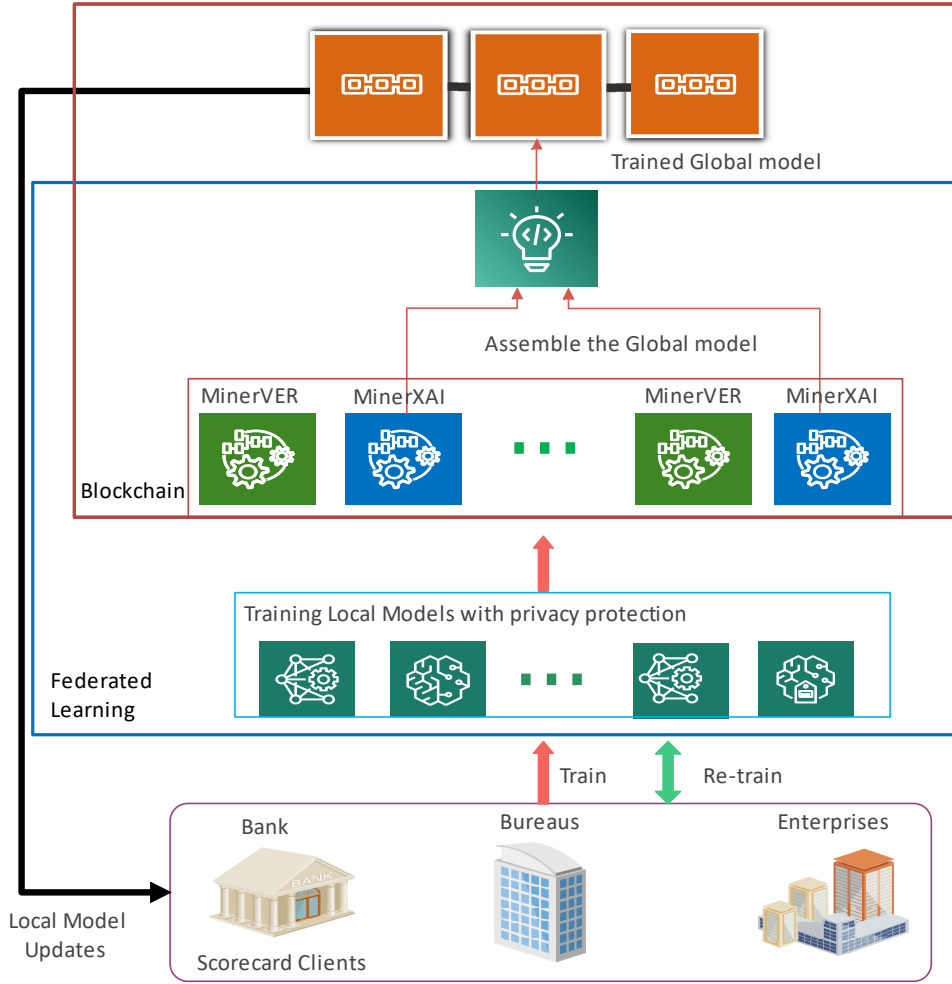 Trained Global model
</>
Assemble the Global model
MinerVER
MinerXAI
MinerVER
MinerXAI
Blockchain
Training Local Models with privacy protection
Federated
Learning
Train
Re-train
Bank
Bureaus
Enterprises
BANK
Local Model
Updates
Scorecard Clients